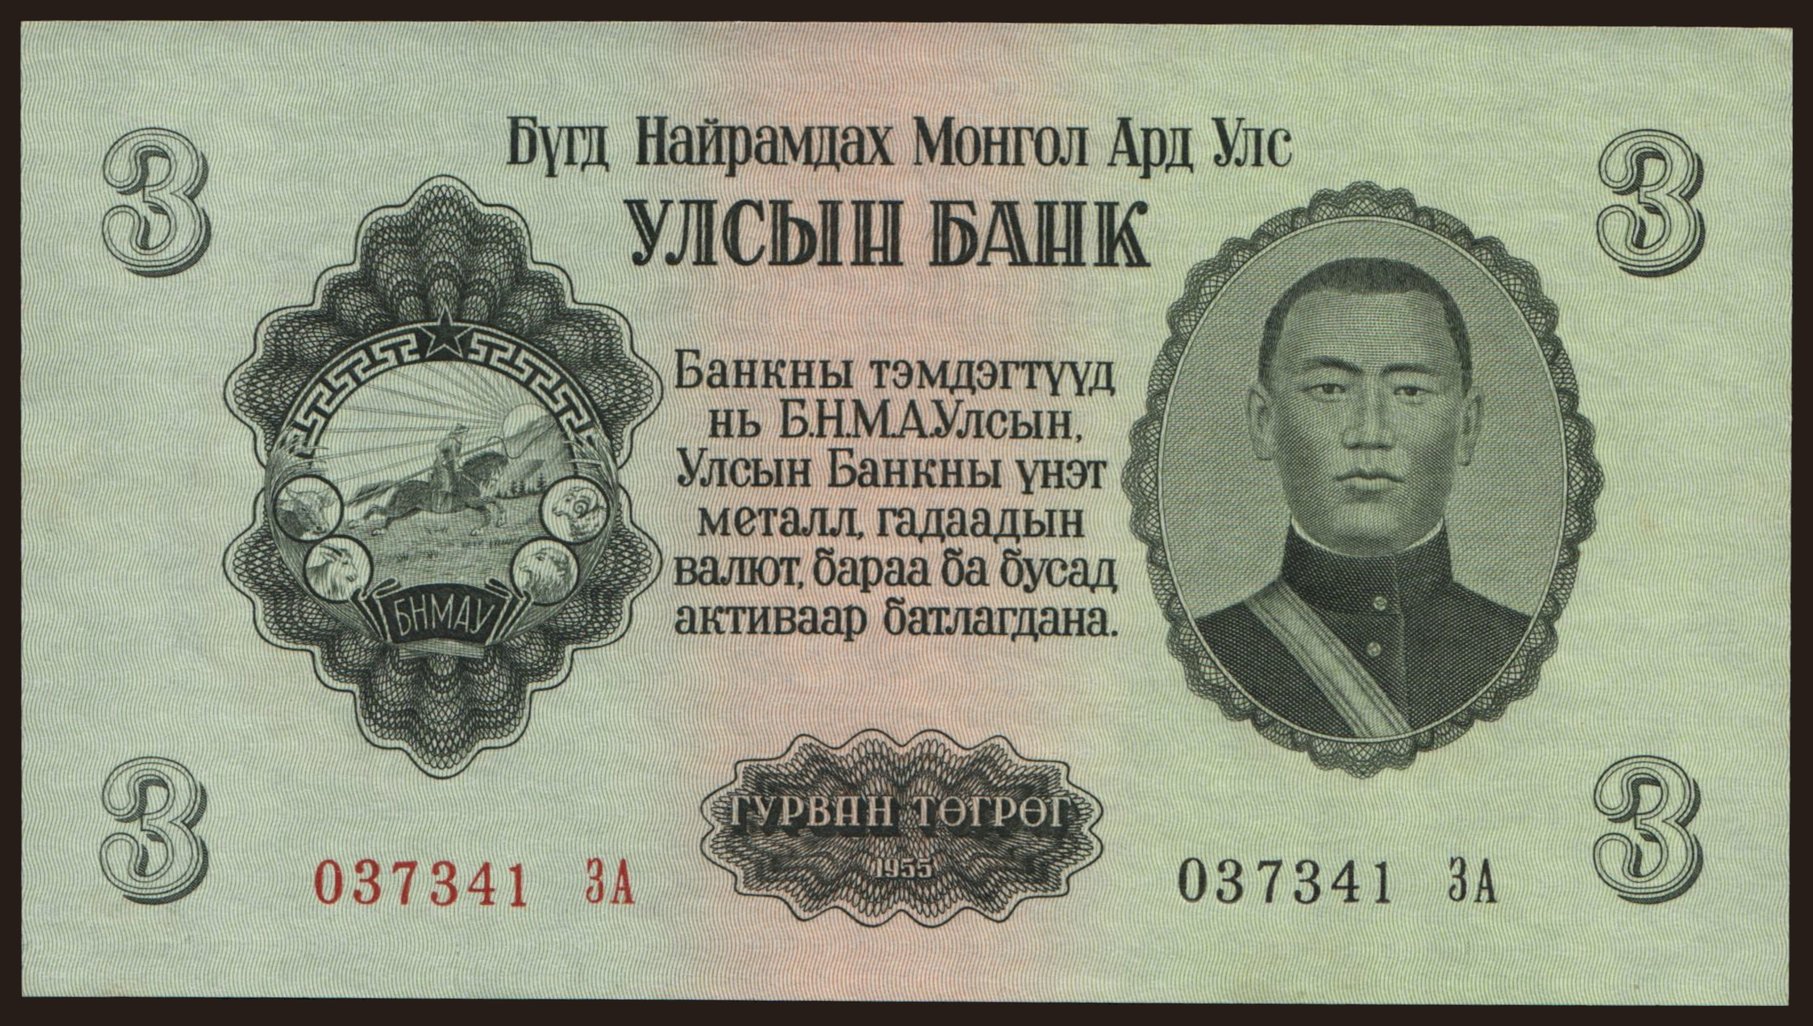 3
3
Бүгд Найрамдах Монгол Ард Улс
УЛСЫН БАНК
Банкны тэмдэгтүүд
нь Б.Н.М.А.Улсын,
Улсын Банкны үнэт
металл, гадаадын
валют, бараа ба бусад
активаар батлагдана.
БНМАУ
ГУРВАН ТӨГРӨГ
1955
3
037341 ЗА
037341 ЗА
3